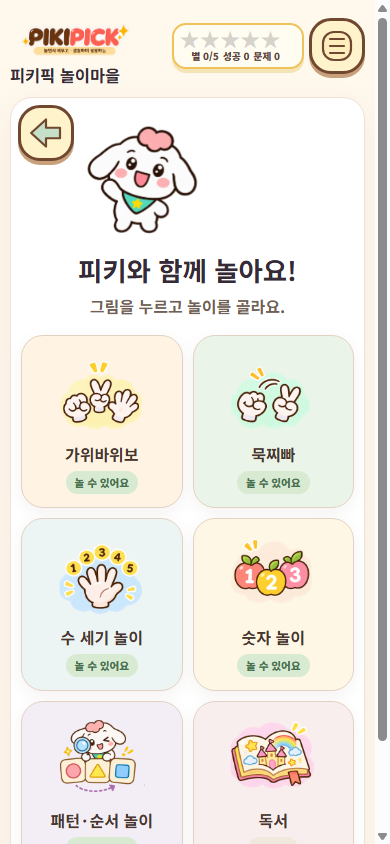 PIKIPICK
피키픽 놀이마을
별 0/5 성공 0 문제 0
피키와 함께 놀아요!
그림을 누르고 놀이를 골라요.
가위바위보
놀 수 있어요
묵찌빠
놀 수 있어요
1 2 3 4 5
수 세기 놀이
놀 수 있어요
1 2 3
숫자 놀이
놀 수 있어요
패턴·순서 놀이
독서